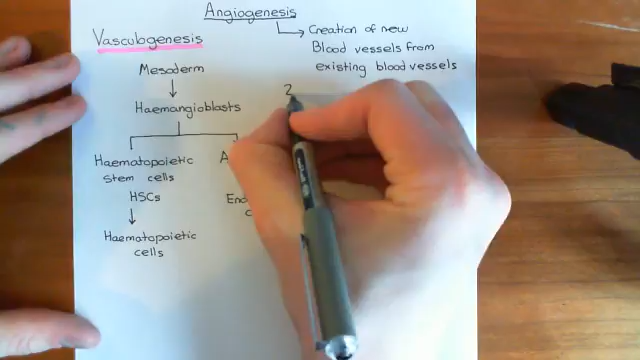 Angiogenesis
Creation of new
Blood vessels from
existing blood vessels
2
Vasculogenesis
Mesoderm
Haemangioblasts
Haematopoietic
Stem cells
HSCs
Haematopoietic
cells